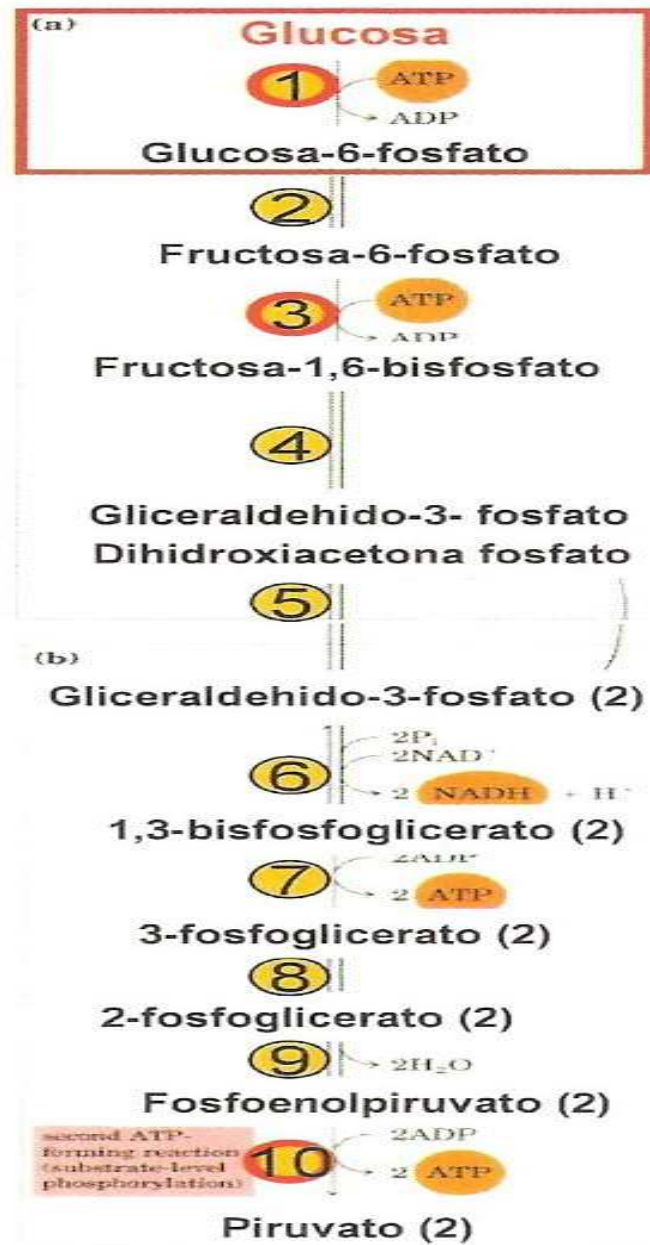 (a)
Glucosa
1
ATP
ADP
Glucosa-6-fosfato
2
Fructosa-6-fosfato
3
ATP
ADP
Fructosa-1,6-bisfosfato
4
Gliceraldehido-3- fosfato
Dihidroxiacetona fosfato
5
(b)
Gliceraldehido-3-fosfato (2)
2Pi
2NAD+
6
2 NADH + H+
1,3-bisfosfoglicerato (2)
2ADP
7
2 ATP
3-fosfoglicerato (2)
8
2-fosfoglicerato (2)
9
2H₂O
Fosfoenolpiruvato (2)
second ATP-
forming reaction
(substrate-level
phosphorylation)
10
2ADP
2 ATP
Piruvato (2)